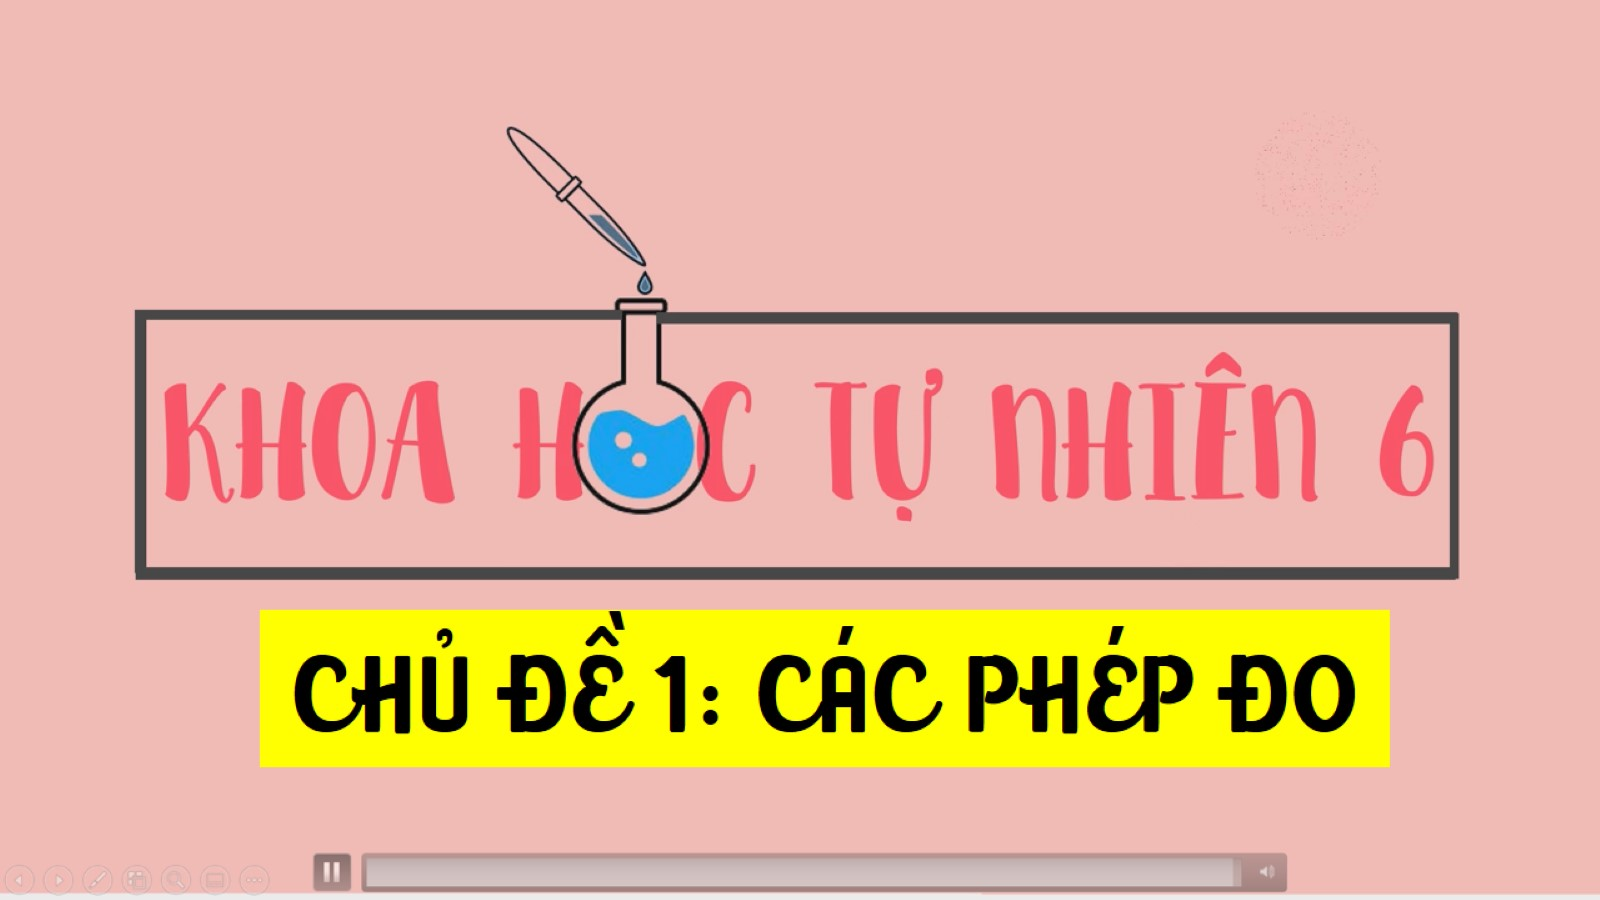 KHOA HỌC TỰ NHIÊN 6
CHỦ ĐỀ 1: CÁC PHÉP ĐO